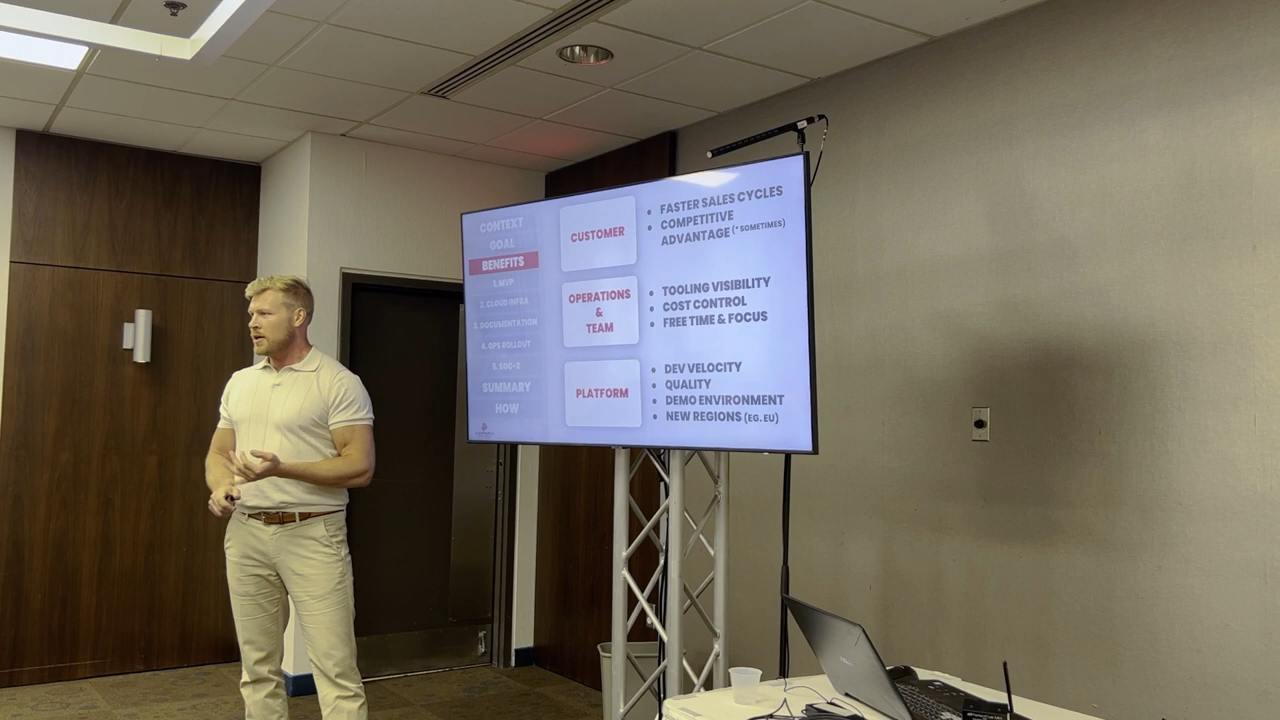 CONTEXT
GOAL
BENEFITS
1. MVP
2. CLOUD INFRA
3. DOCUMENTATION
4. GPS ROLLOUT
5. SOC-2
SUMMARY
HOW
CUSTOMER
• FASTER SALES CYCLES
• COMPETITIVE
ADVANTAGE (* SOMETIMES)
OPERATIONS
&
TEAM
• TOOLING VISIBILITY
• COST CONTROL
• FREE TIME & FOCUS
PLATFORM
• DEV VELOCITY
• QUALITY
• DEMO ENVIRONMENT
• NEW REGIONS (EG. EU)